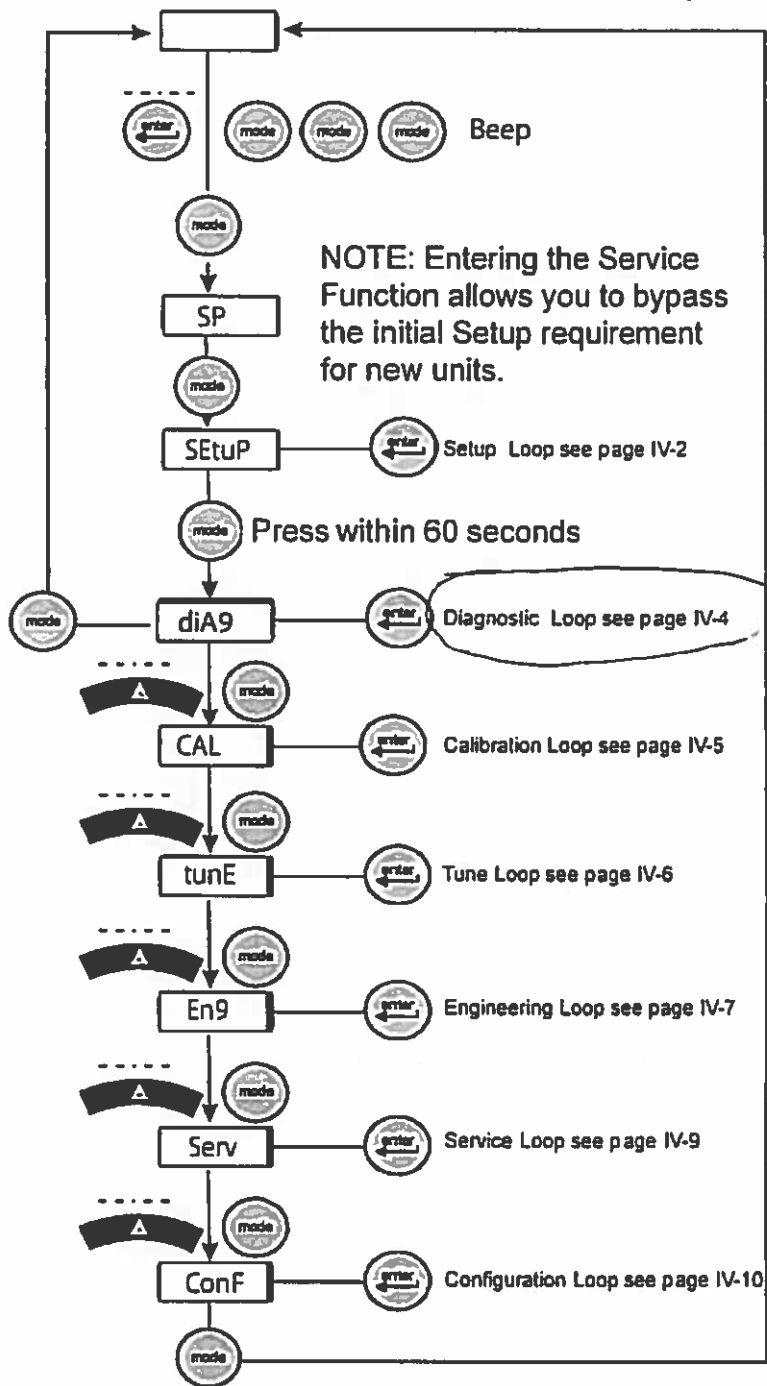 enter mode mode mode Beep
mode
NOTE: Entering the Service
Function allows you to bypass
the initial Setup requirement
for new units.
SP
mode
SEtuP enter Setup Loop see page IV-2
mode Press within 60 seconds
mode diA9 enter Diagnostic Loop see page IV-4
mode
CAL enter Calibration Loop see page IV-5
mode
tunE enter Tune Loop see page IV-6
mode
En9 enter Engineering Loop see page IV-7
mode
Serv enter Service Loop see page IV-9
mode
ConF enter Configuration Loop see page IV-10
mode